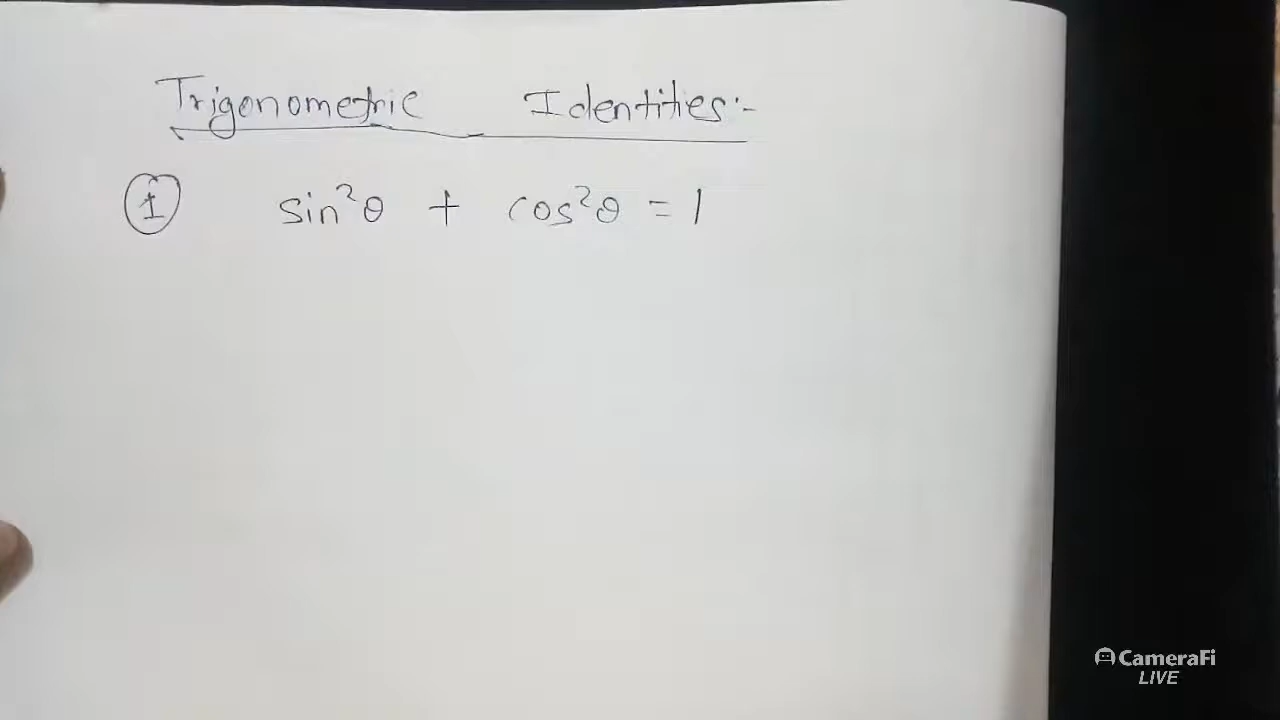 Trigonometric Identities:-
① sin²θ + cos²θ = 1
CameraFi
LIVE